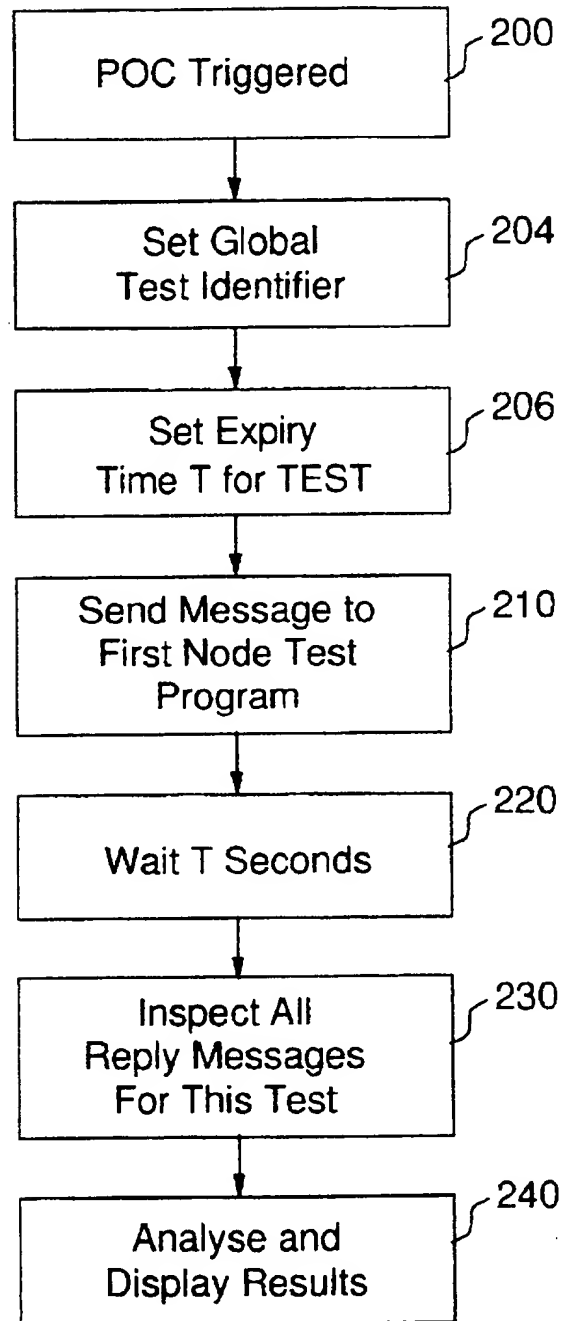 200
POC Triggered
204
Set Global
Test Identifier
206
Set Expiry
Time T for TEST
210
Send Message to
First Node Test
Program
220
Wait T Seconds
230
Inspect All
Reply Messages
For This Test
240
Analyse and
Display Results